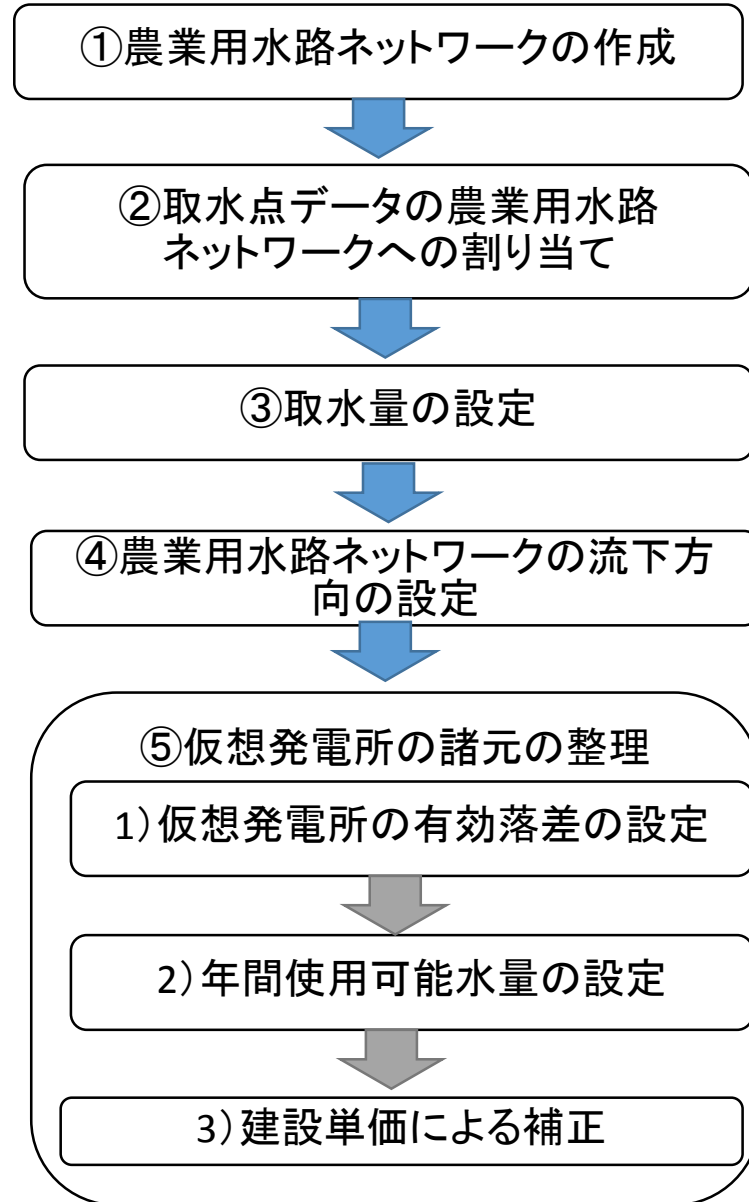 ①農業用水路ネットワークの作成
②取水点データの農業用水路
ネットワークへの割り当て
③取水量の設定
④農業用水路ネットワークの流下方
向の設定
⑤仮想発電所の諸元の整理
1）仮想発電所の有効落差の設定
2）年間使用可能水量の設定
3）建設単価による補正